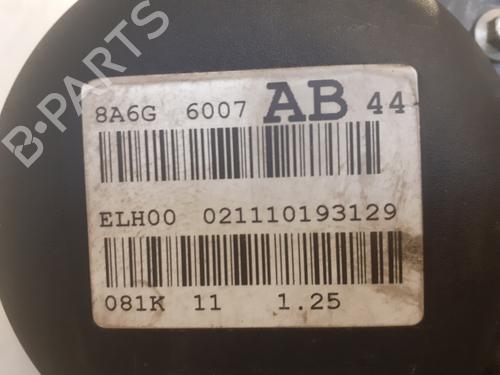 B-PARTS
8A6G 6007 AB 44
ELH00 021110193129
081K 11 1.25